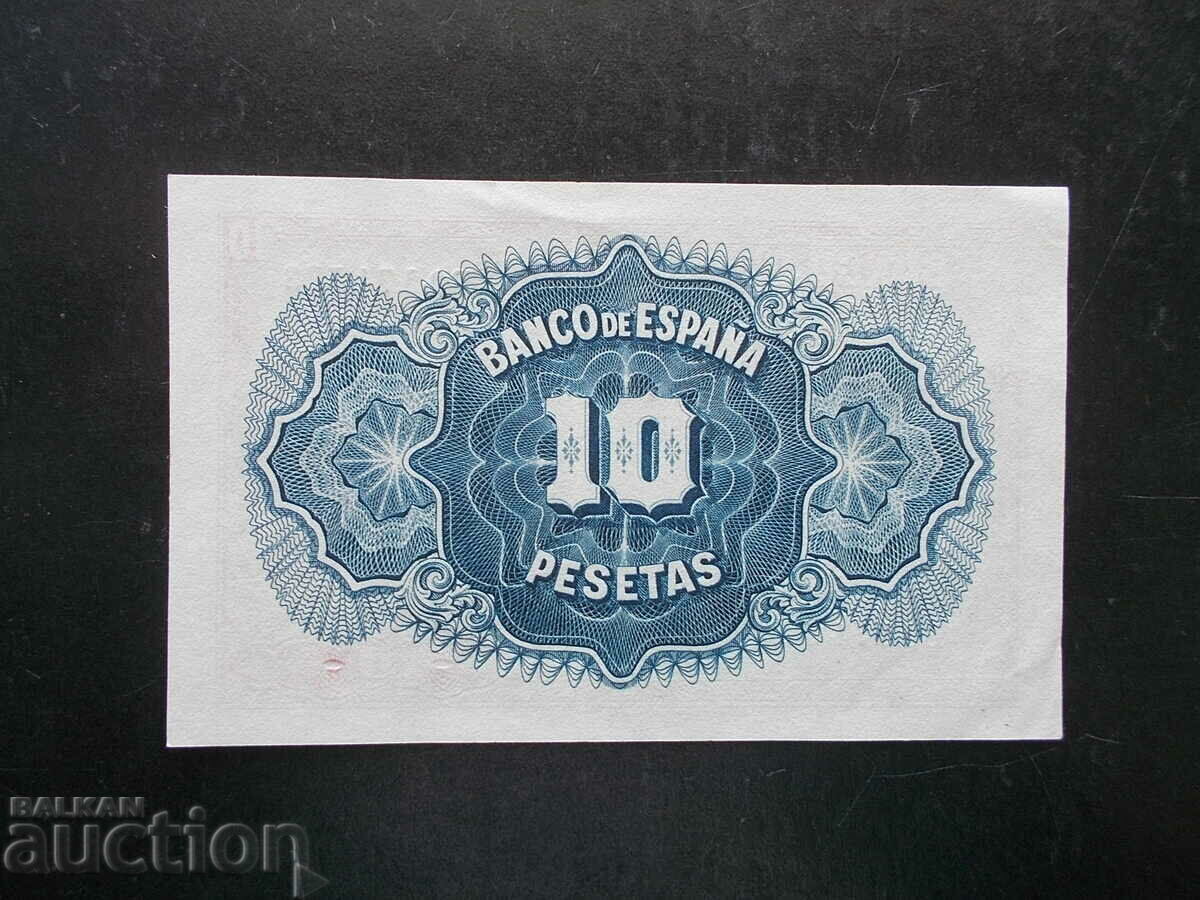 BANCO DE ESPAÑA
10
PESETAS
BALKAN
auction